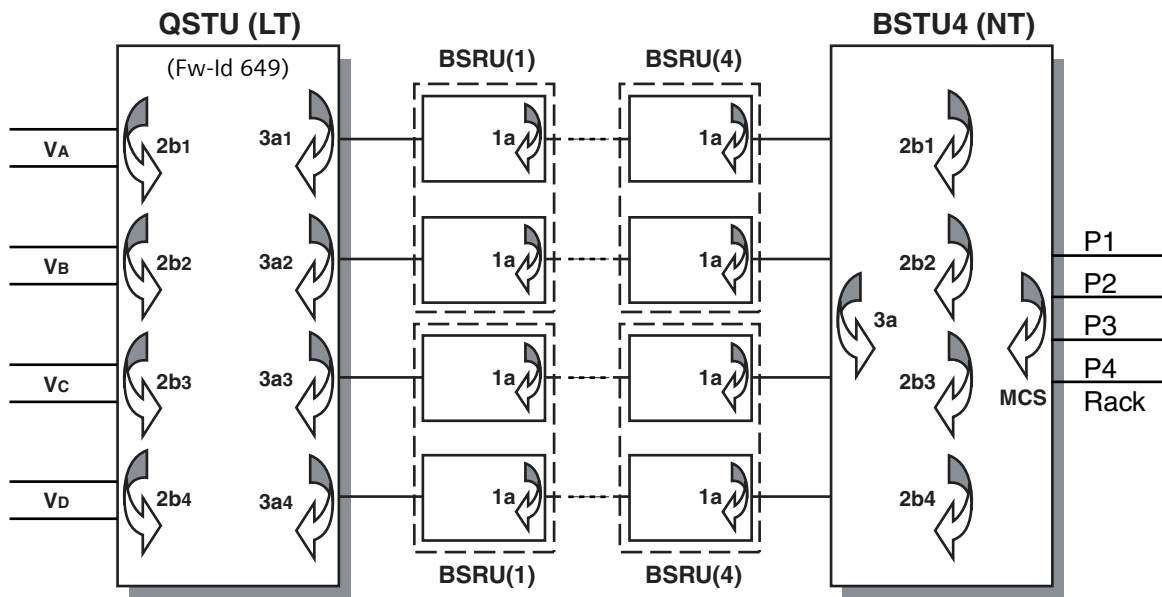 QSTU (LT)
BSTU4 (NT)
(Fw-Id 649)
BSRU(1)
BSRU(4)
VA
2b1
3a1
1a
1a
2b1
VB
2b2
3a2
1a
1a
2b2
P1
P2
3a
P3
VC
2b3
3a3
1a
1a
2b3
P4
MCS
Rack
VD
2b4
3a4
1a
1a
2b4
BSRU(1)
BSRU(4)